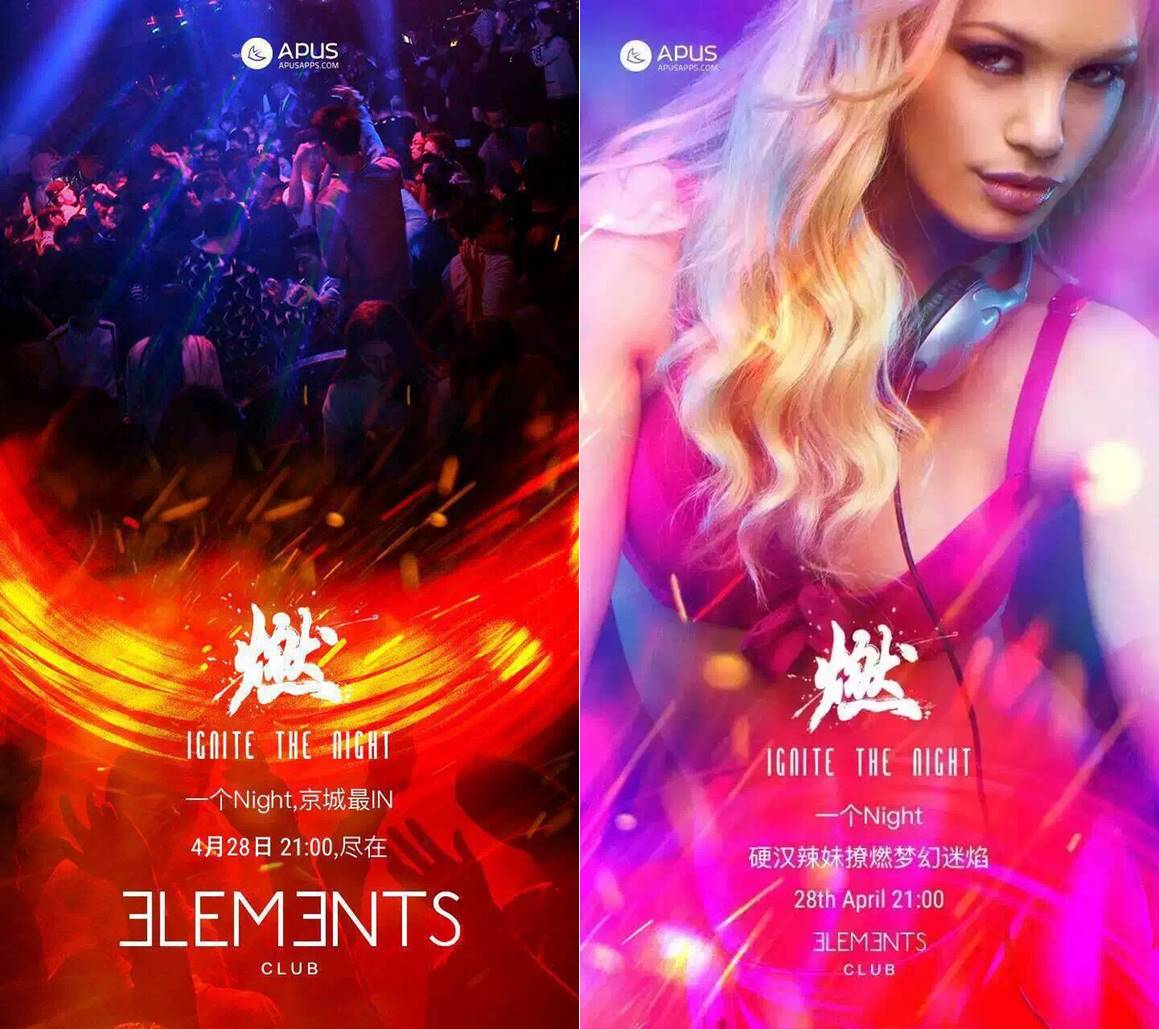 APUS
APUSAPPS.COM
燃
IGNITE THE NIGHT
一个Night,京城最IN
4月28日 21:00,尽在
ƎLEMƎNTS
CLUB
APUS
APUSAPPS.COM
燃
IGNITE THE NIGHT
一个Night
硬汉辣妹撩燃梦幻迷焰
28th April 21:00
ƎLEMƎNTS
CLUB